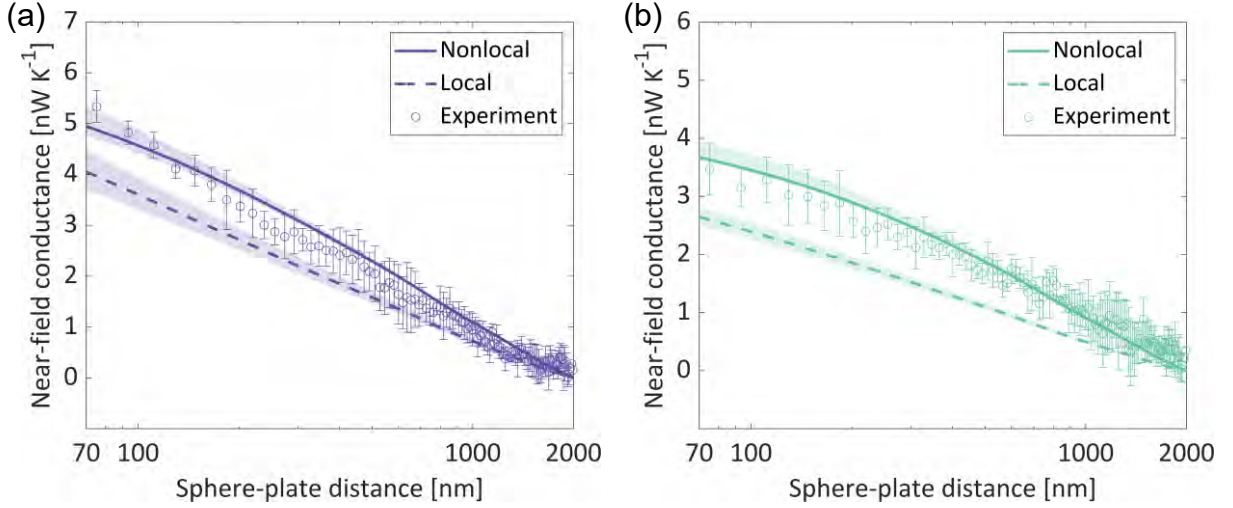 (a)
7
6
5
4
3
2
1
0
Near-field conductance [nW K⁻¹]
Nonlocal
Local
Experiment
70 100 1000 2000
Sphere-plate distance [nm]
(b)
6
5
4
3
2
1
0
Near-field conductance [nW K⁻¹]
Nonlocal
Local
Experiment
70 100 1000 2000
Sphere-plate distance [nm]